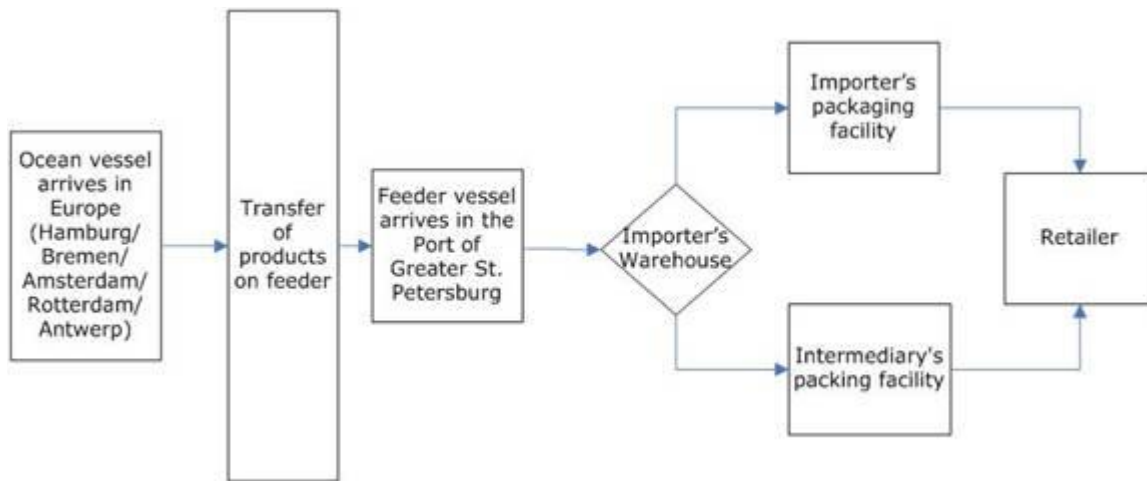 Ocean vessel
arrives in
Europe
(Hamburg/
Bremen/
Amsterdam/
Rotterdam/
Antwerp)
Transfer
of
products
on feeder
Feeder vessel
arrives in the
Port of
Greater St.
Petersburg
Importer’s
Warehouse
Importer’s
packaging
facility
Intermediary’s
packing facility
Retailer